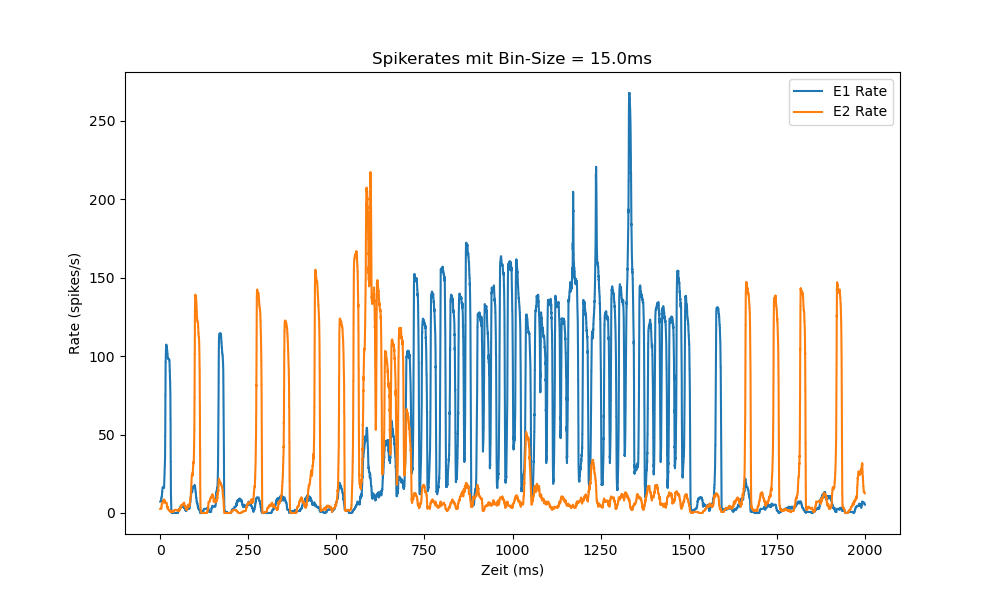 Spikerates mit Bin-Size = 15.0ms
E1 Rate
E2 Rate
Rate (spikes/s)
250
200
150
100
50
0
0 250 500 750 1000 1250 1500 1750 2000
Zeit (ms)